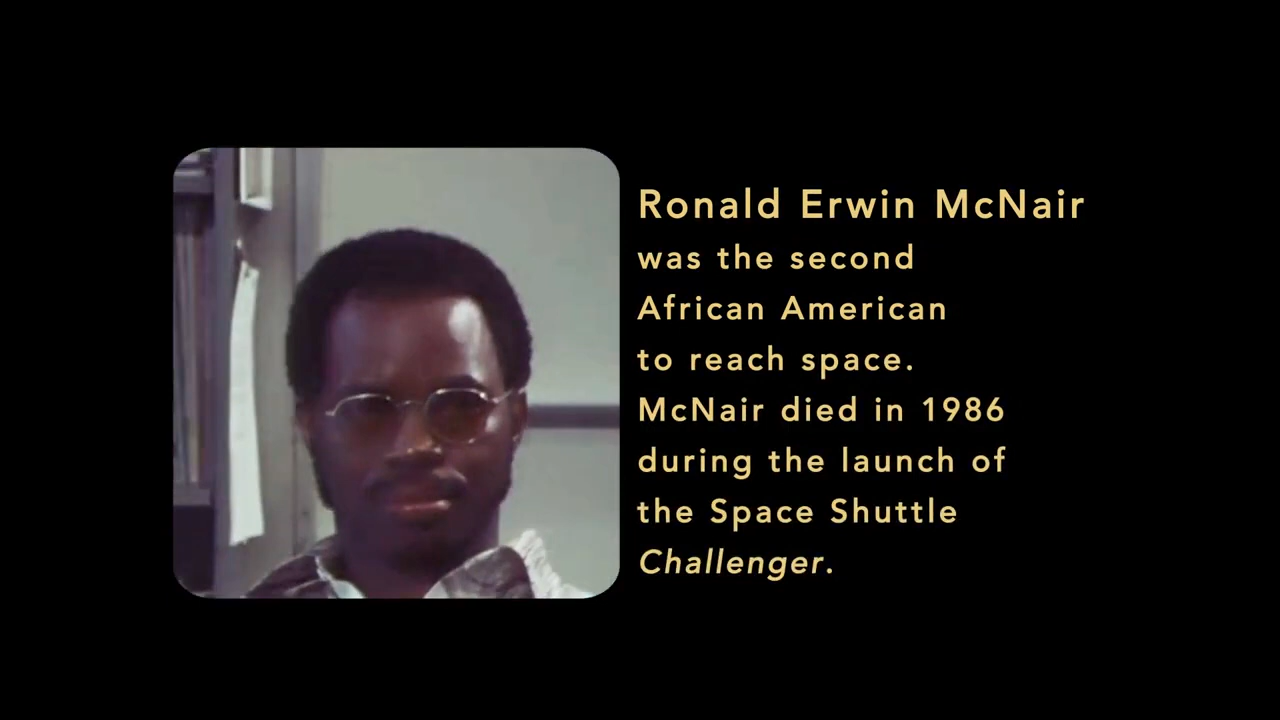 Ronald Erwin McNair
was the second
African American
to reach space.
McNair died in 1986
during the launch of
the Space Shuttle
Challenger.